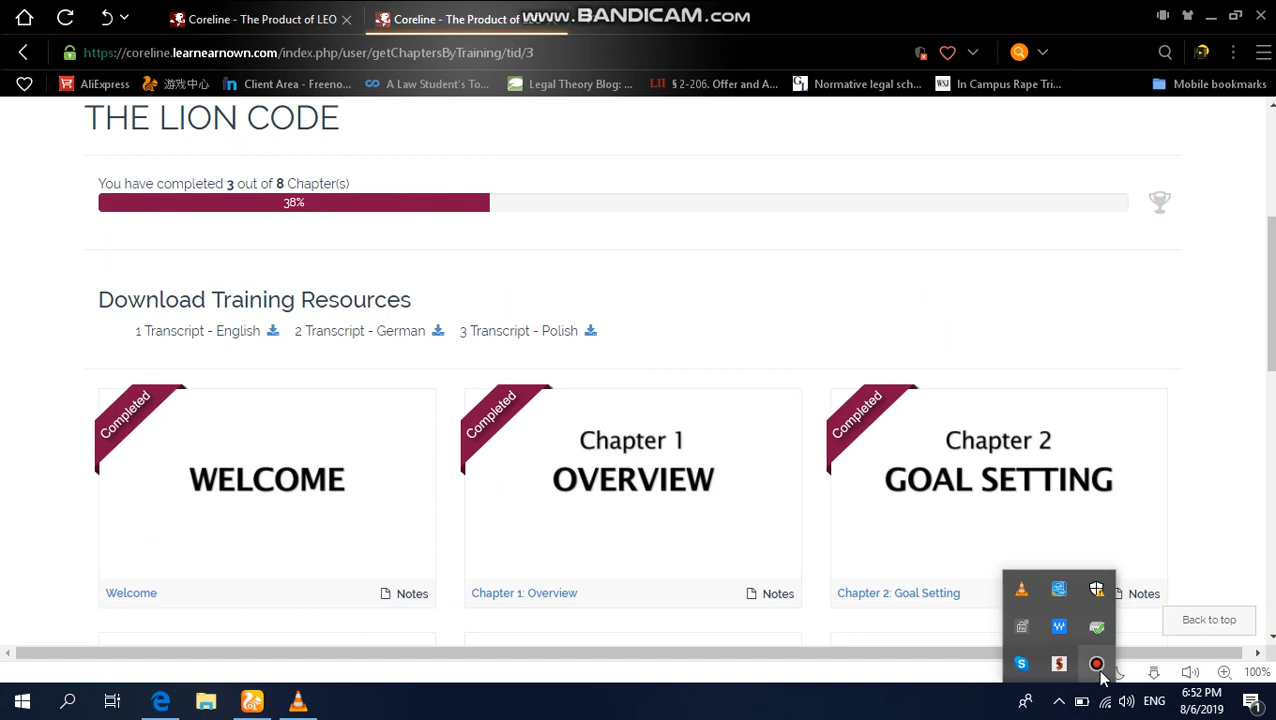 Coreline - The Product of LEO
Coreline - The Product of
www.BANDICAM.com
https://coreline.learnearnown.com/index.php/user/getChaptersByTraining/tid/3
AliExpress
游戏中心
Client Area - Freeno...
A Law Student's To...
Legal Theory Blog: ...
LII
§ 2-206. Offer and A...
Normative legal sch...
WSJ
In Campus Rape Tri...
Mobile bookmarks
THE LION CODE
You have completed 3 out of 8 Chapter(s)
38%
Download Training Resources
1 Transcript - English
2 Transcript - German
3 Transcript - Polish
Completed
WELCOME
Completed
Chapter 1
OVERVIEW
Completed
Chapter 2
GOAL SETTING
Welcome
Notes
Chapter 1: Overview
Notes
Chapter 2: Goal Setting
Notes
Back to top
100%
ENG
6:52 PM
8/6/2019
1